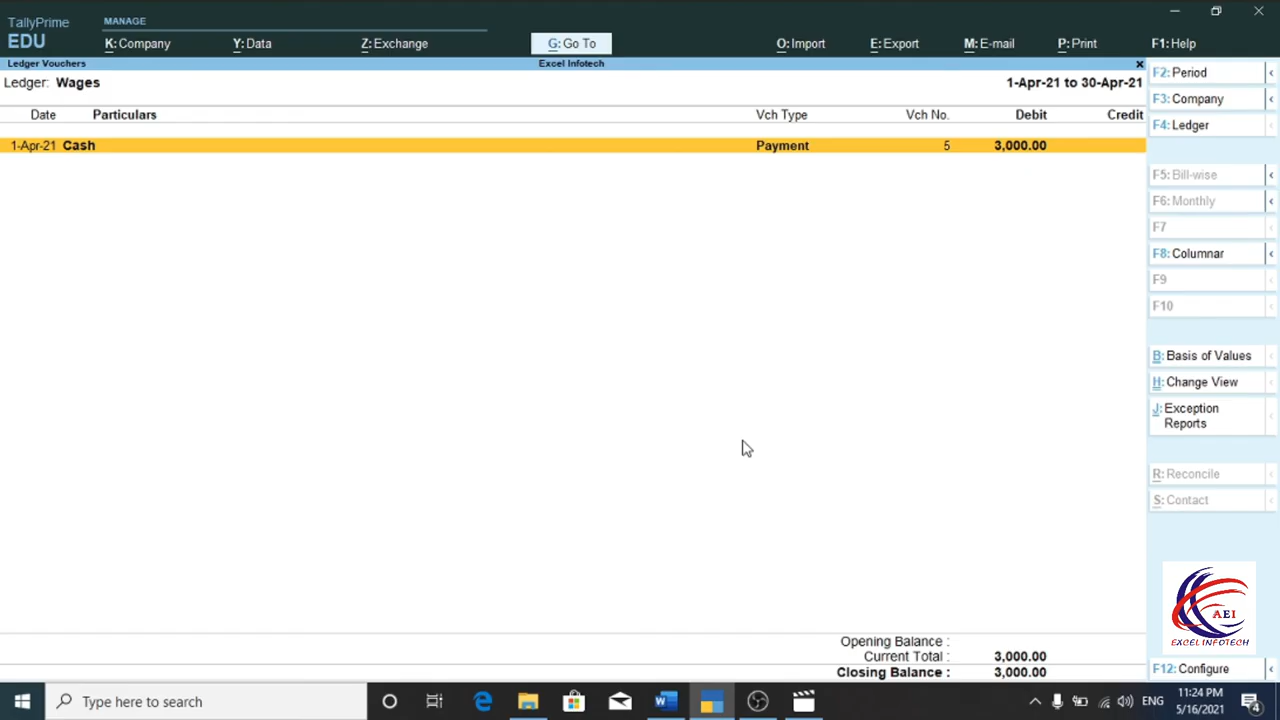 TallyPrime
EDU
MANAGE
K: Company Y: Data Z: Exchange G: Go To O: Import E: Export M: E-mail P: Print F1: Help
Ledger Vouchers Excel Infotech
Ledger: Wages 1-Apr-21 to 30-Apr-21
Date Particulars Vch Type Vch No. Debit Credit
1-Apr-21 Cash Payment 5 3,000.00
Opening Balance :
Current Total : 3,000.00
Closing Balance : 3,000.00
F2: Period
F3: Company
F4: Ledger
F5: Bill-wise
F6: Monthly
F7
F8: Columnar
F9
F10
B: Basis of Values
H: Change View
J: Exception
Reports
R: Reconcile
S: Contact
AEI
EXCEL INFOTECH
F12: Configure
Type here to search
ENG
11:24 PM
5/16/2021
4